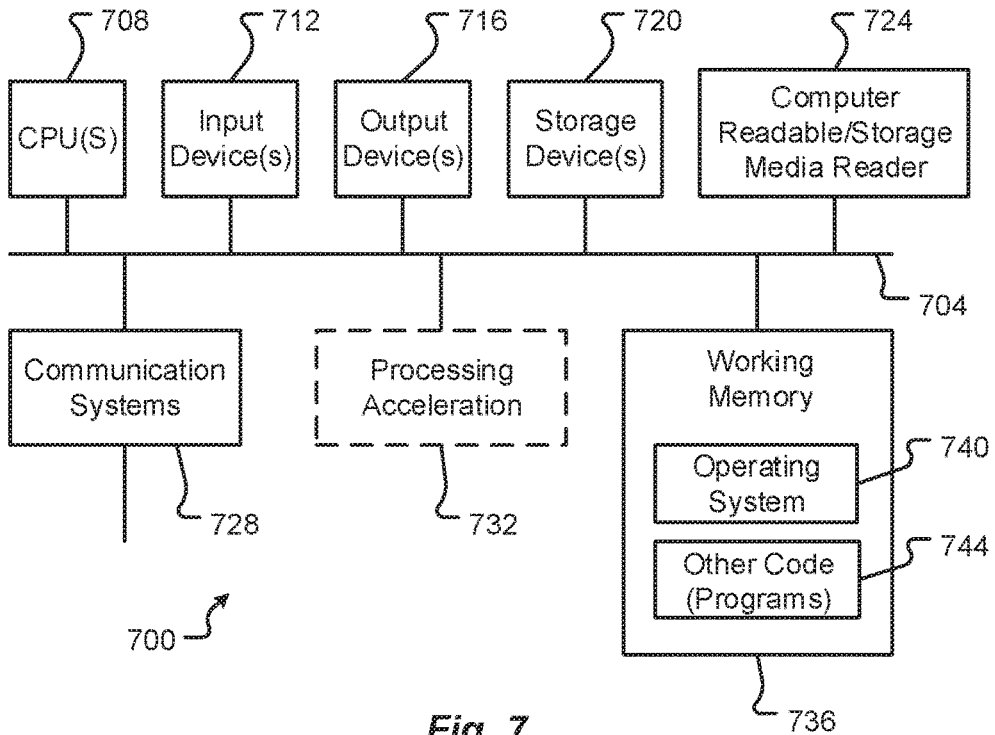 708
712
716
720
724
CPU(S)
Input
Device(s)
Output
Device(s)
Storage
Device(s)
Computer
Readable/Storage
Media Reader
704
Communication
Systems
Processing
Acceleration
Working
Memory
Operating
System
Other Code
(Programs)
740
744
728
732
700
736
Fig. 7